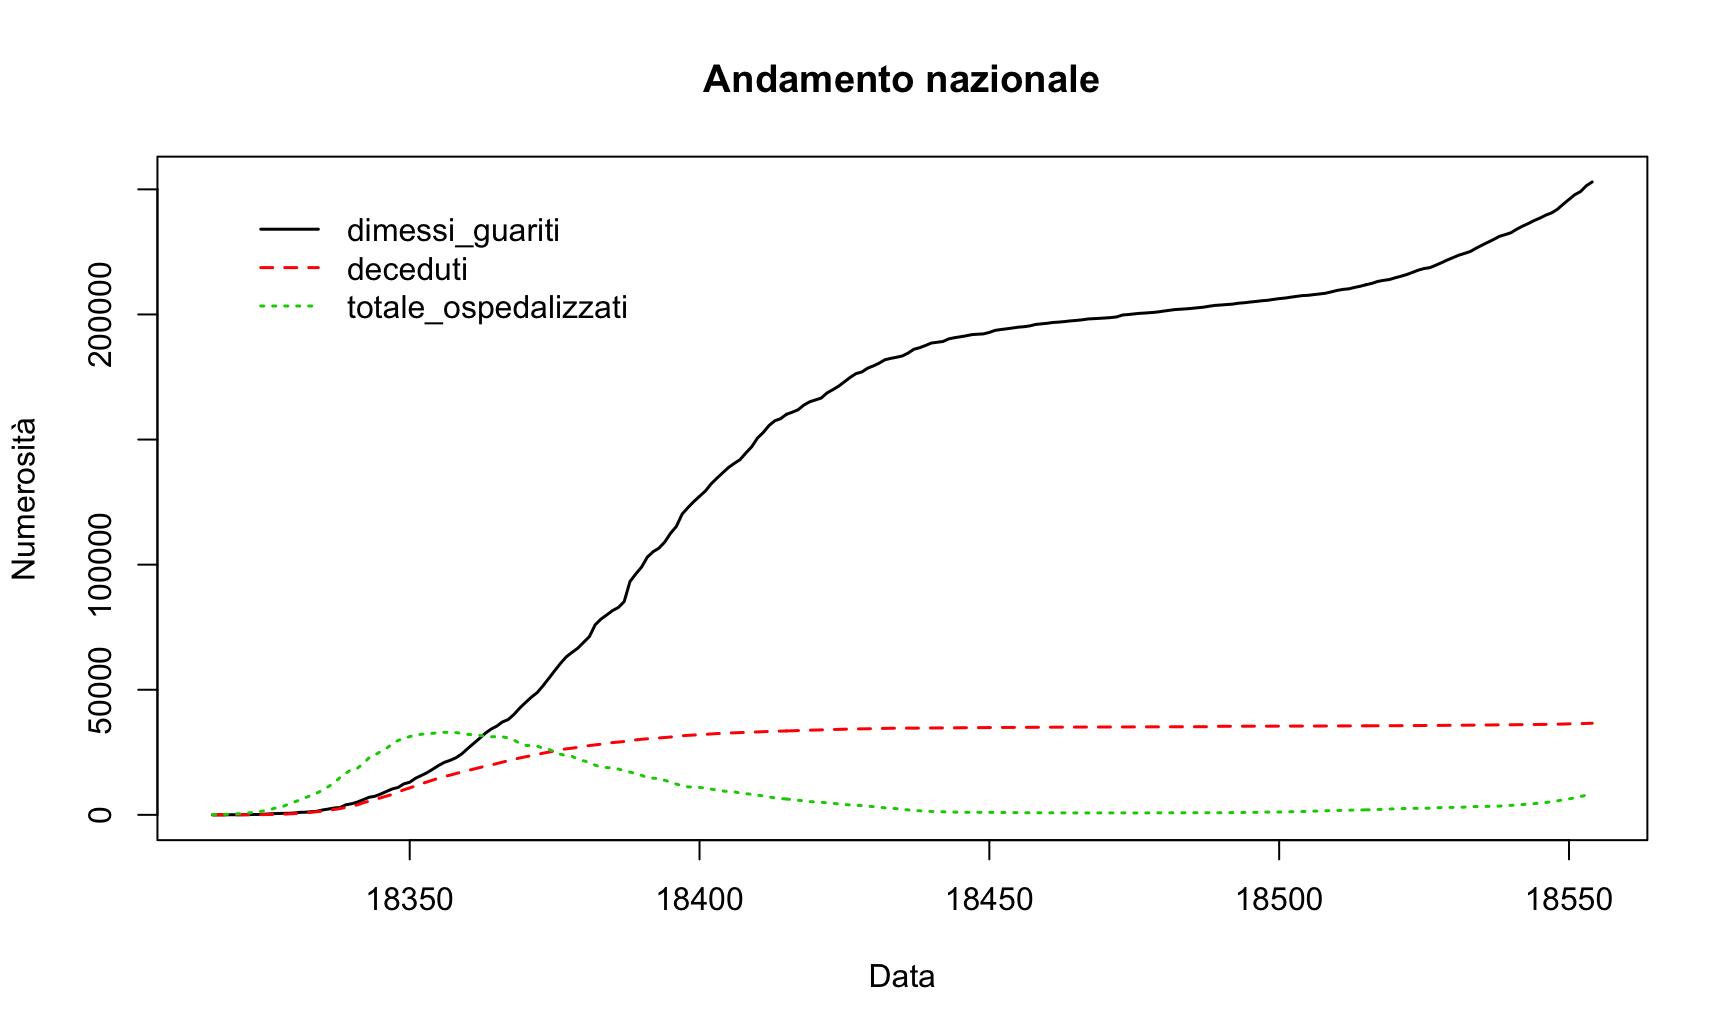 Andamento nazionale
dimessi_guariti
deceduti
totale_ospedalizzati
Numerosità
200000
100000
50000
0
18350 18400 18450 18500 18550
Data